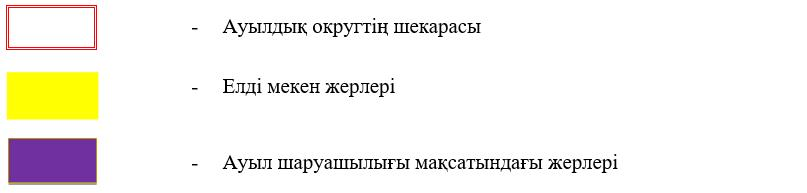 - Ауылдық округтің шекарасы
- Елді мекен жерлері
- Ауыл шаруашылығы мақсатындағы жерлері